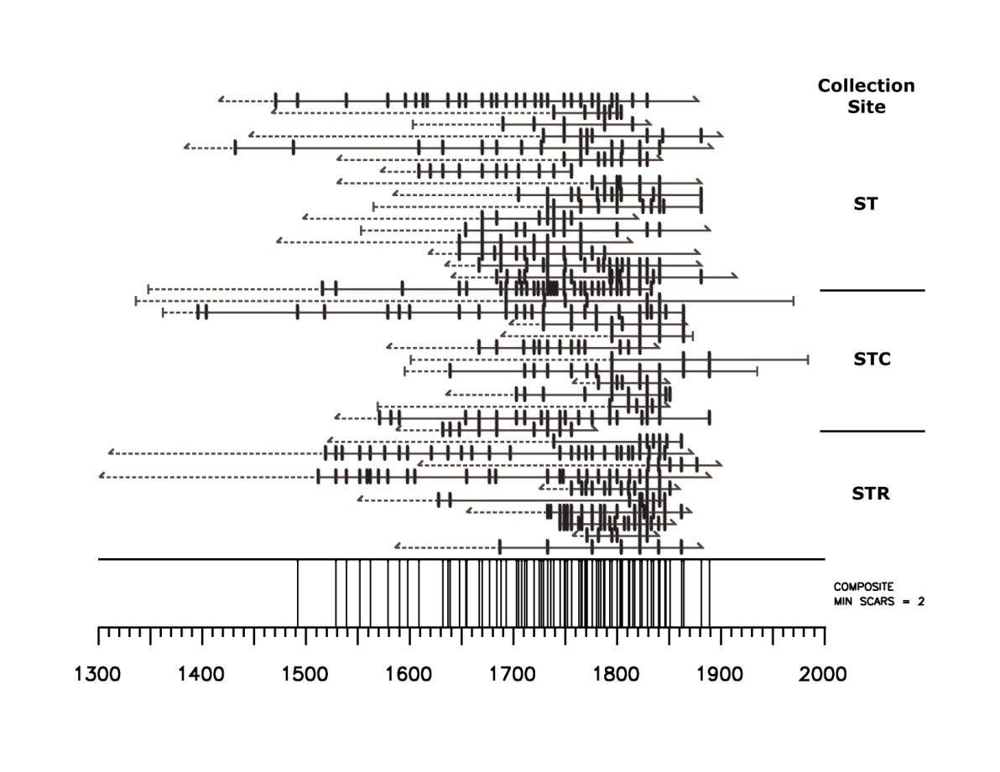 Collection
Site
ST
STC
STR
COMPOSITE
MIN SCARS = 2
1300 1400 1500 1600 1700 1800 1900 2000